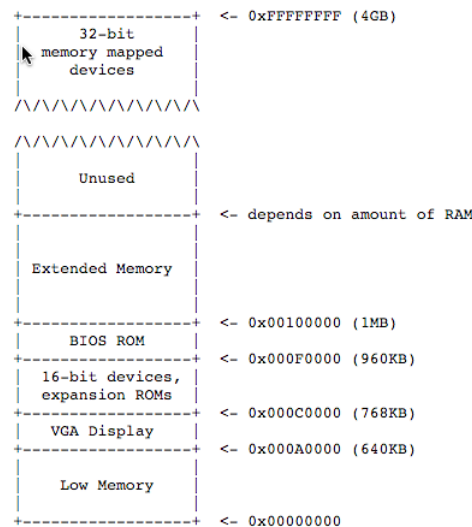 +-------------------+ <- 0xFFFFFFFF (4GB)
| 32-bit |
| memory mapped |
| devices |
| |
/\/\/\/\/\/\/\/\/\/\
/\/\/\/\/\/\/\/\/\/\
| |
| Unused |
| |
+-------------------+ <- depends on amount of RAM
| |
| |
| Extended Memory |
| |
| |
+-------------------+ <- 0x00100000 (1MB)
| BIOS ROM |
+-------------------+ <- 0x000F0000 (960KB)
| 16-bit devices, |
| expansion ROMs |
+-------------------+ <- 0x000C0000 (768KB)
| VGA Display |
+-------------------+ <- 0x000A0000 (640KB)
| |
| Low Memory |
| |
+-------------------+ <- 0x00000000